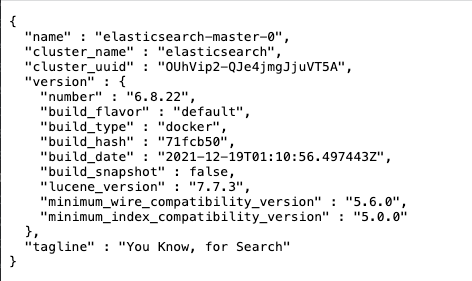 {
  "name" : "elasticsearch-master-0",
  "cluster_name" : "elasticsearch",
  "cluster_uuid" : "OUhVip2-QJe4jmgJjuVT5A",
  "version" : {
    "number" : "6.8.22",
    "build_flavor" : "default",
    "build_type" : "docker",
    "build_hash" : "71fcb50",
    "build_date" : "2021-12-19T01:10:56.497443Z",
    "build_snapshot" : false,
    "lucene_version" : "7.7.3",
    "minimum_wire_compatibility_version" : "5.6.0",
    "minimum_index_compatibility_version" : "5.0.0"
  },
  "tagline" : "You Know, for Search"
}